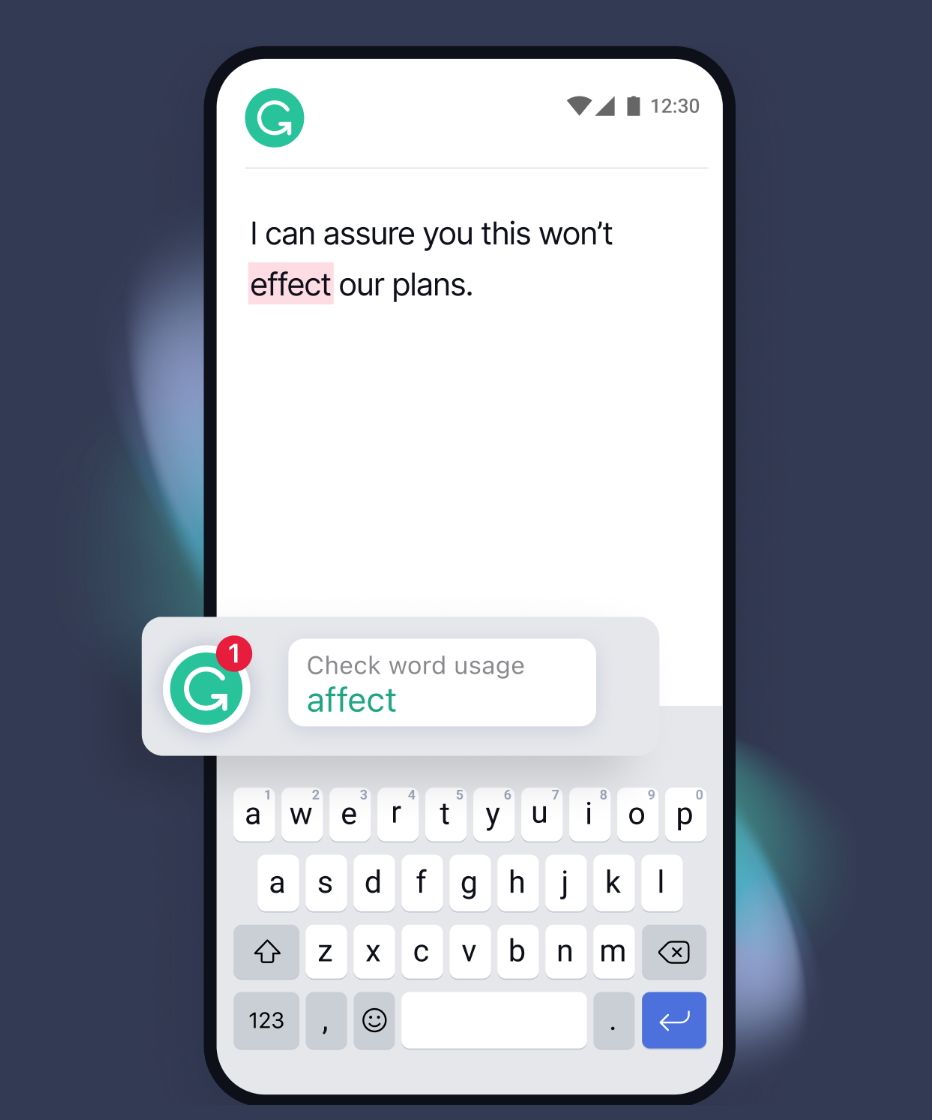 12:30
I can assure you this won’t
effect our plans.
1
Check word usage
affect
1 2 3 4 5 6 7 8 9 0
a w e r t y u i o p
a s d f g h j k l
z x c v b n m
123 , .